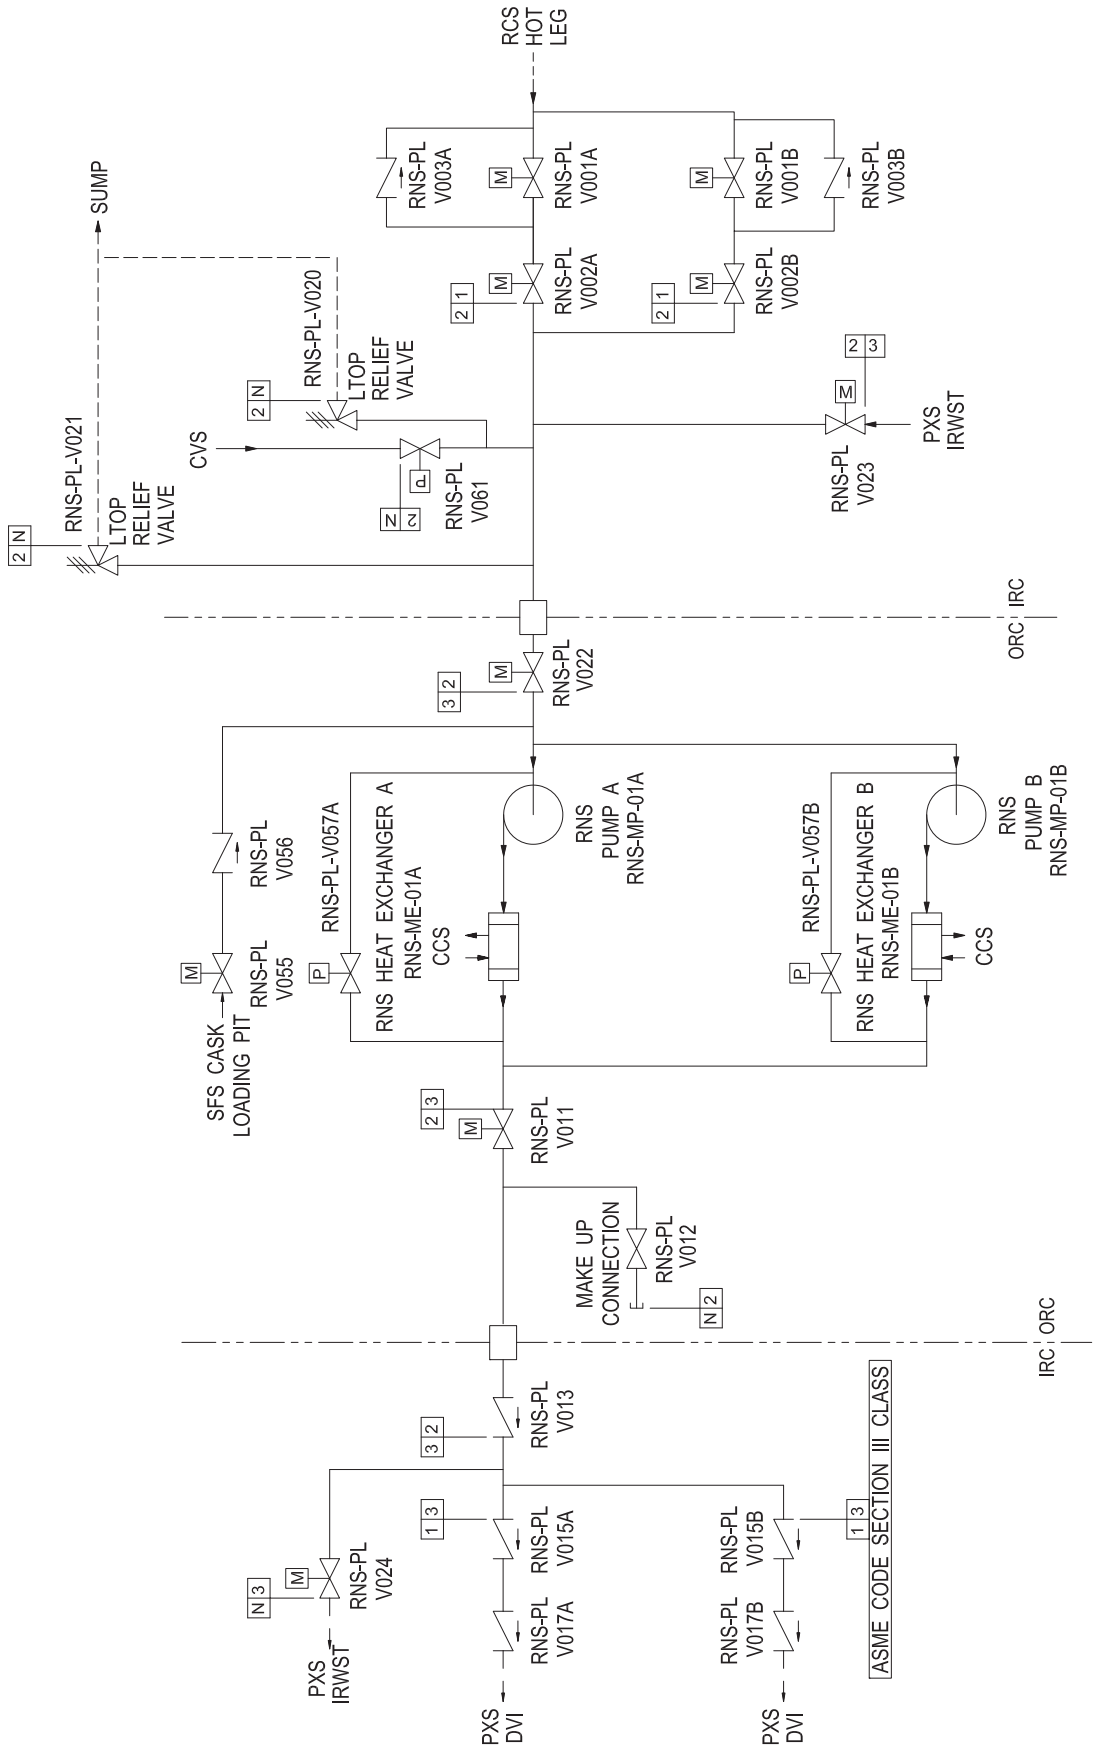 RCS
HOT
LEG
SUMP
RNS-PL
V003A
M
RNS-PL
V001A
M
RNS-PL
V001B
RNS-PL
V003B
2 1
M
RNS-PL
V002A
2 1
M
RNS-PL
V002B
RNS-PL-V020
2 N
LTOP
RELIEF
VALVE
RNS-PL-V021
2 N
LTOP
RELIEF
VALVE
CVS
P
RNS-PL
V061
N 2
2 3
M
RNS-PL
V023
PXS
IRWST
ORC IRC
3 2
M
RNS-PL
V022
RNS-PL
V056
M
RNS-PL
V055
SFS CASK
LOADING PIT
RNS-PL-V057A
P
RNS HEAT EXCHANGER A
RNS-ME-01A
CCS
RNS
PUMP A
RNS-MP-01A
RNS-PL-V057B
P
RNS HEAT EXCHANGER B
RNS-ME-01B
CCS
RNS
PUMP B
RNS-MP-01B
2 3
M
RNS-PL
V011
MAKE UP
CONNECTION
RNS-PL
V012
N 2
IRC ORC
3 2
RNS-PL
V013
N 3
M
RNS-PL
V024
PXS
IRWST
1 3
RNS-PL
V015A
RNS-PL
V017A
PXS
DVI
RNS-PL
V015B
RNS-PL
V017B
PXS
DVI
1 3
ASME CODE SECTION III CLASS